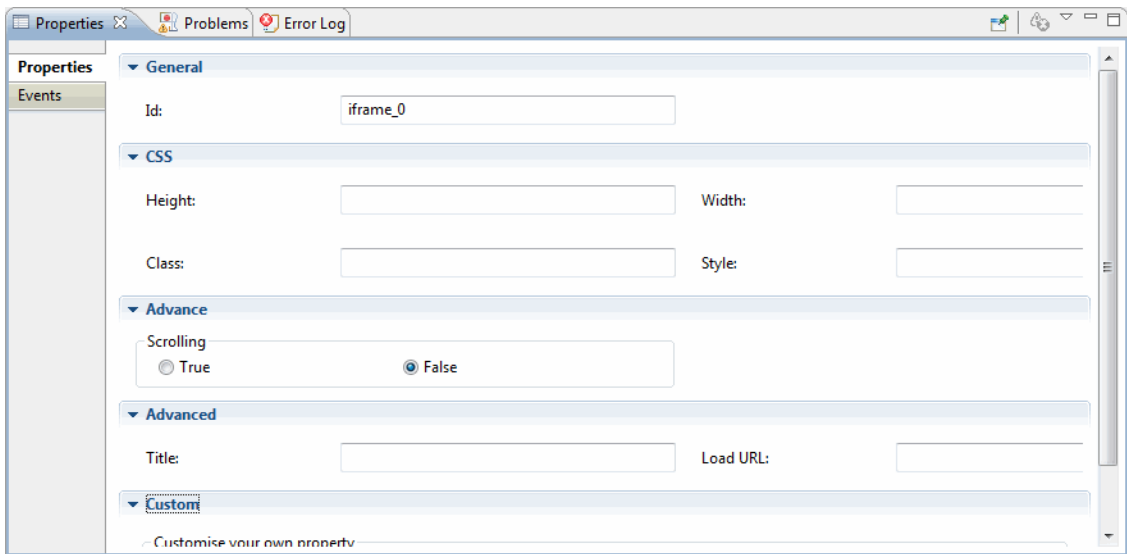 Properties Problems Error Log
Properties
Events
General
Id: iframe_0
CSS
Height: Width:
Class: Style:
Advance
Scrolling
True False
Advanced
Title: Load URL:
Custom
Customise your own property